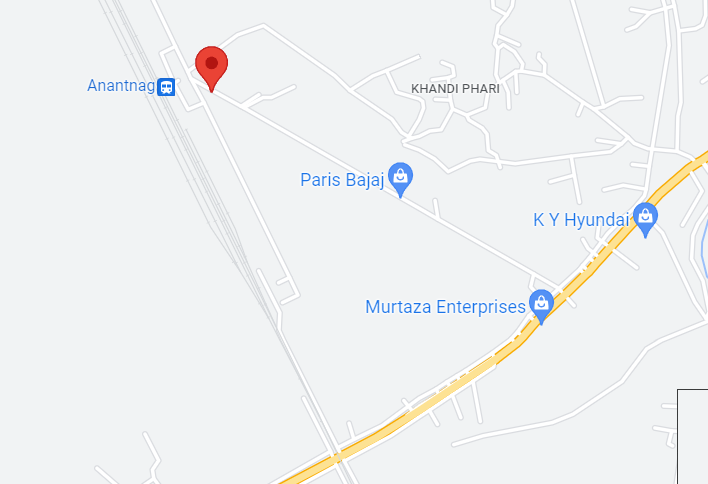 Anantnag
KHANDI PHARI
Paris Bajaj
K Y Hyundai
Murtaza Enterprises